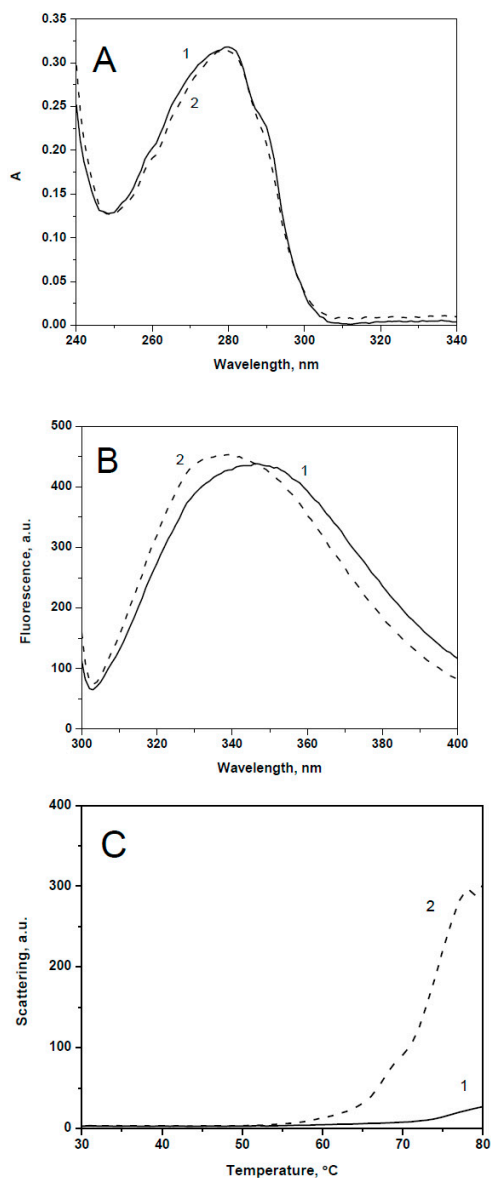 A
0.35
0.30
0.25
0.20
0.15
0.10
0.05
0.00
A
1
2
240 260 280 300 320 340
Wavelength, nm
B
500
400
300
200
100
0
Fluorescence, a.u.
2
1
300 320 340 360 380 400
Wavelength, nm
C
400
300
200
100
0
Scattering, a.u.
2
1
30 40 50 60 70 80
Temperature, °C